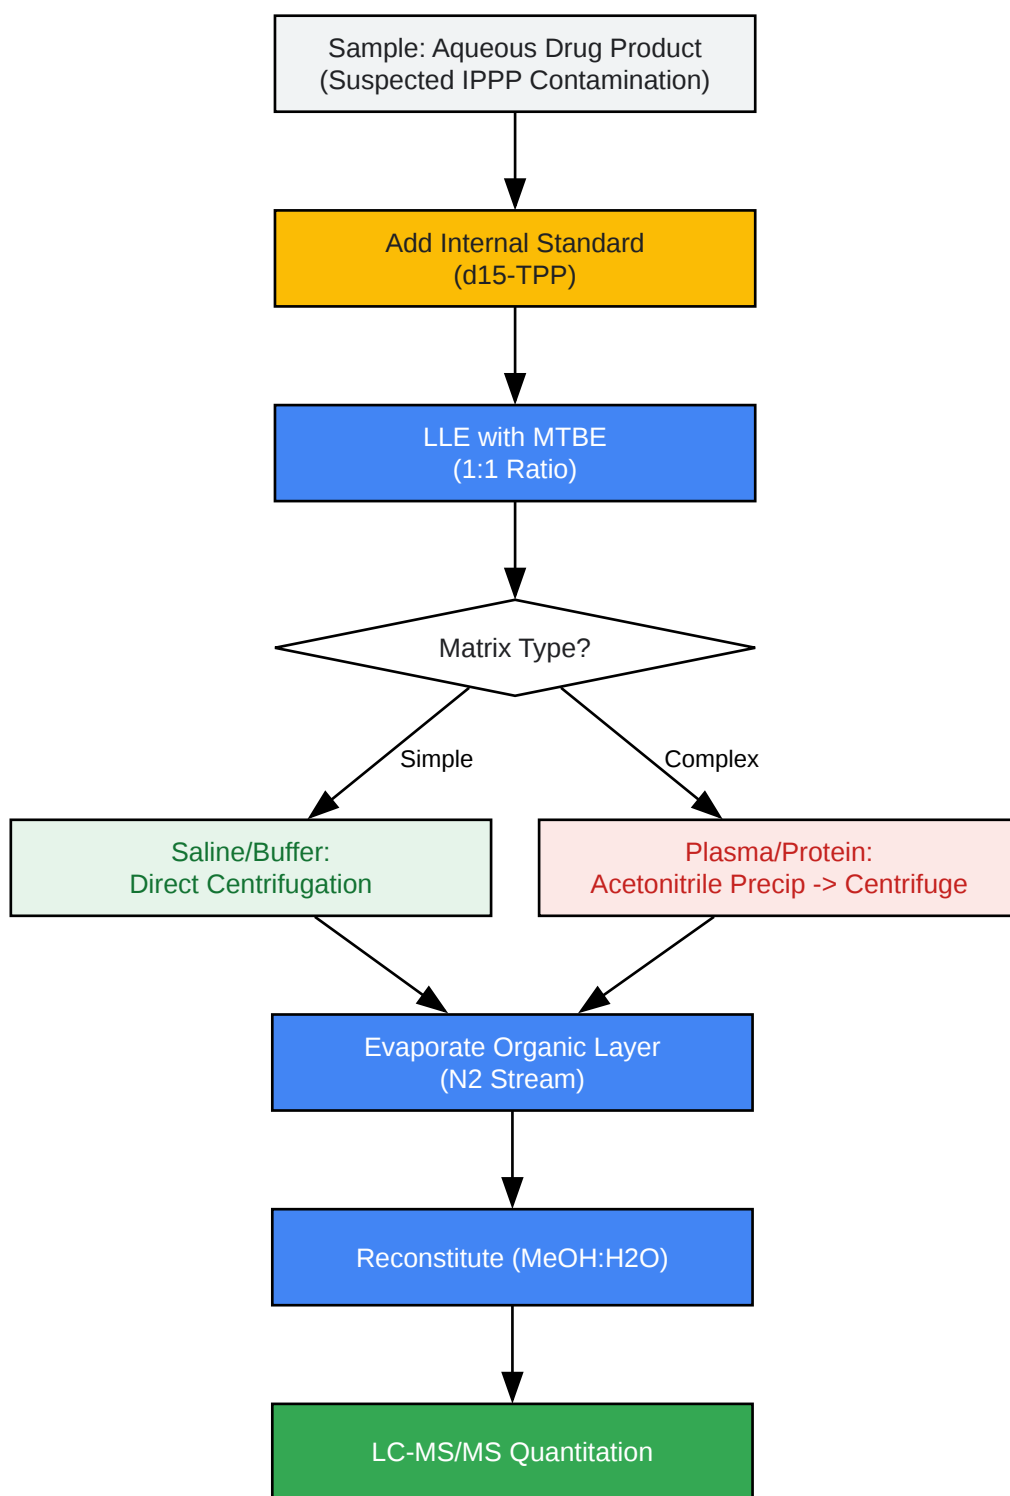 Sample: Aqueous Drug Product
(Suspected IPPP Contamination)
Add Internal Standard
(d15-TPP)
LLE with MTBE
(1:1 Ratio)
Matrix Type?
Simple
Complex
Saline/Buffer:
Direct Centrifugation
Plasma/Protein:
Acetonitrile Precip -> Centrifuge
Evaporate Organic Layer
(N2 Stream)
Reconstitute (MeOH:H2O)
LC-MS/MS Quantitation